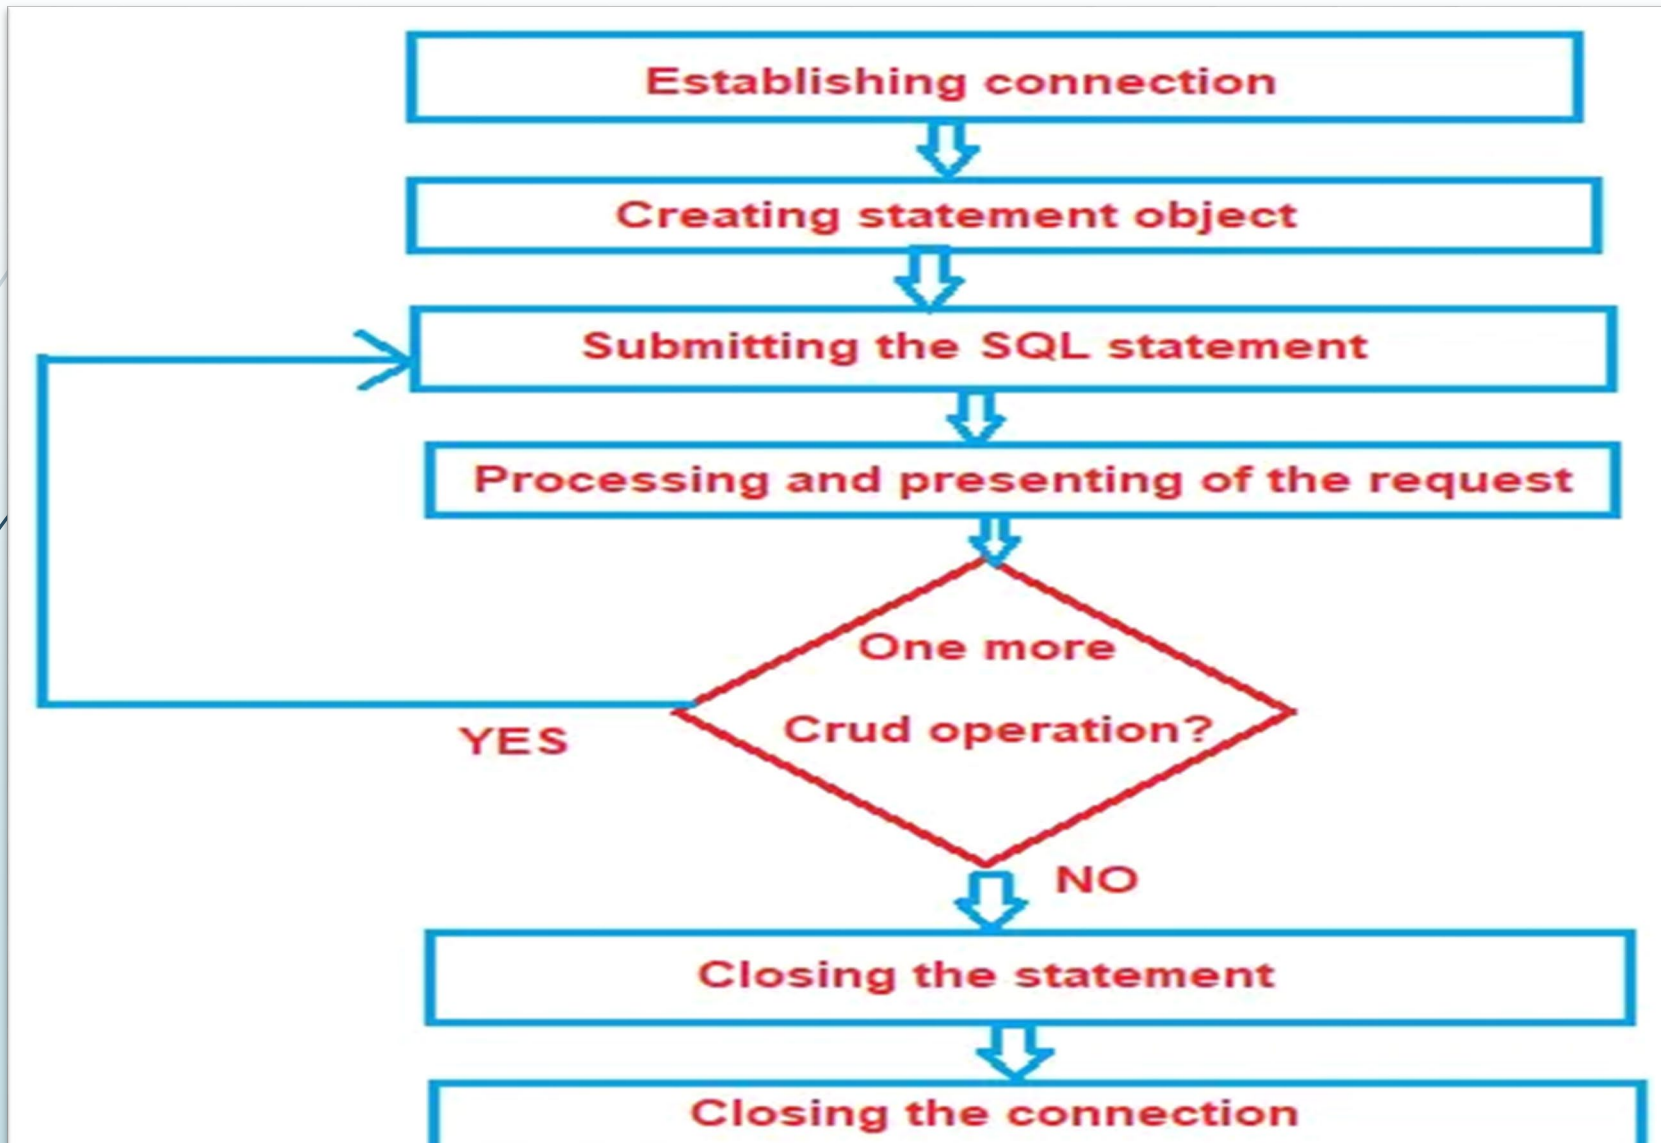 Establishing connection
Creating statement object
Submitting the SQL statement
Processing and presenting of the request
One more
Crud operation?
YES
NO
Closing the statement
Closing the connection